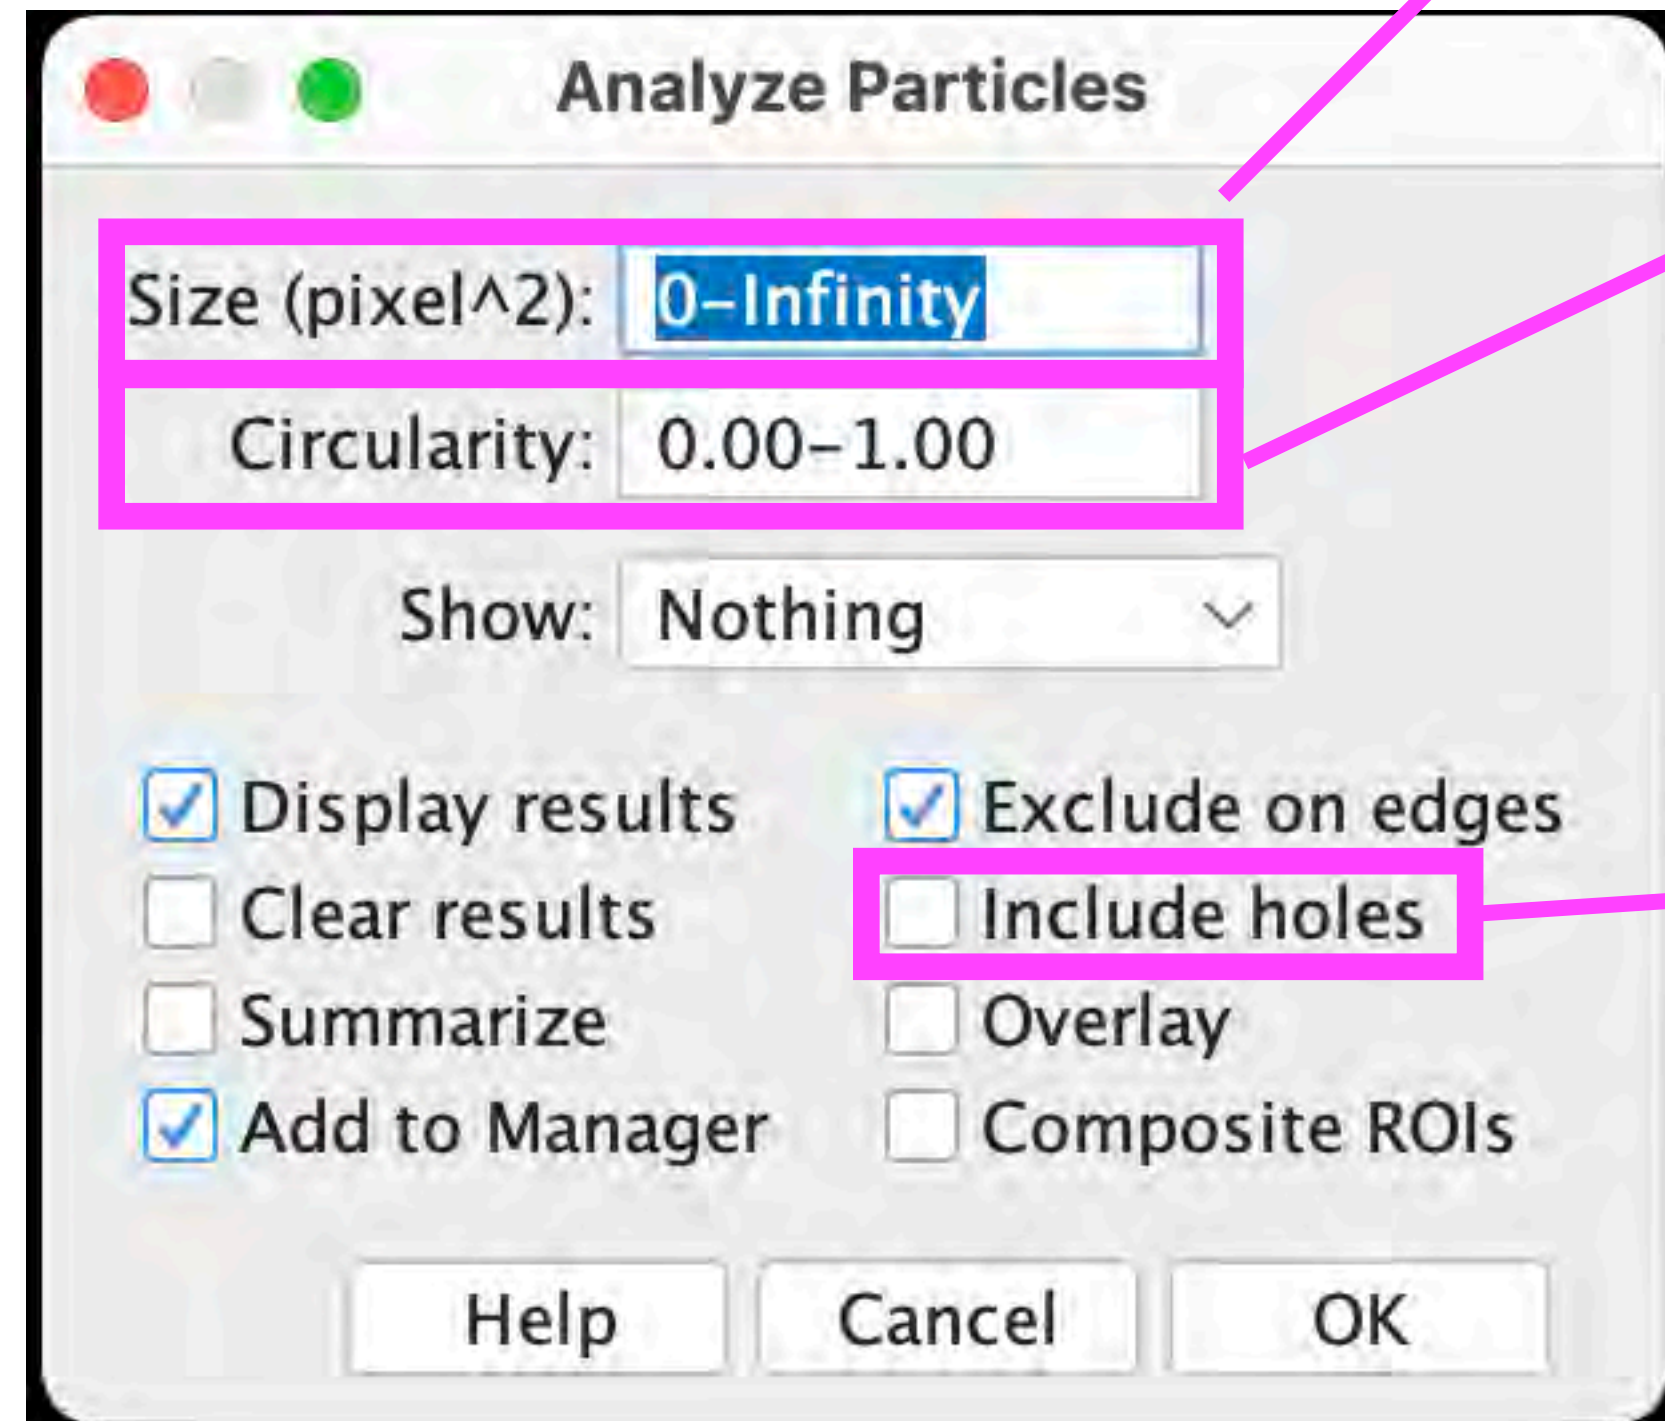 Analyze Particles
Size (pixel^2): 0-Infinity
Circularity: 0.00-1.00
Show: Nothing
Display results Exclude on edges
Clear results Include holes
Summarize Overlay
Add to Manager Composite ROIs
Help Cancel OK